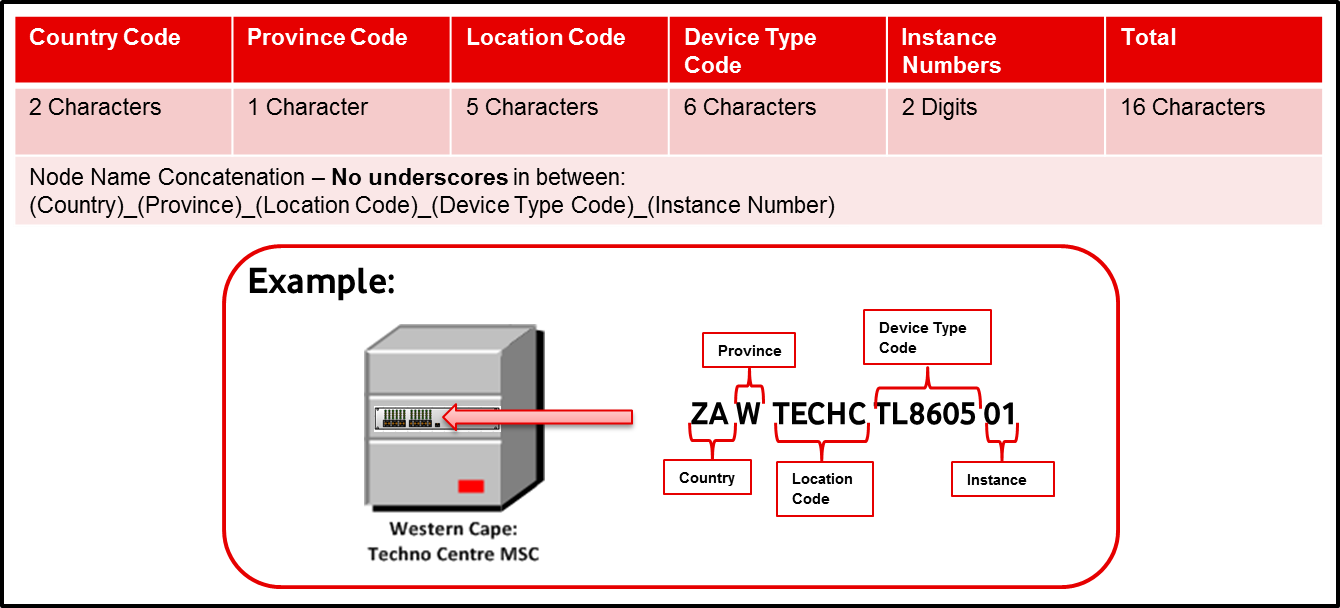 Country Code Province Code Location Code Device Type Code Instance Numbers Total
2 Characters 1 Character 5 Characters 6 Characters 2 Digits 16 Characters
Node Name Concatenation – No underscores in between:
(Country)_(Province)_(Location Code)_(Device Type Code)_(Instance Number)
Example:
Device Type
Code
Province
ZA W TECHC TL8605 01
Country
Location
Code
Instance
Western Cape:
Techno Centre MSC